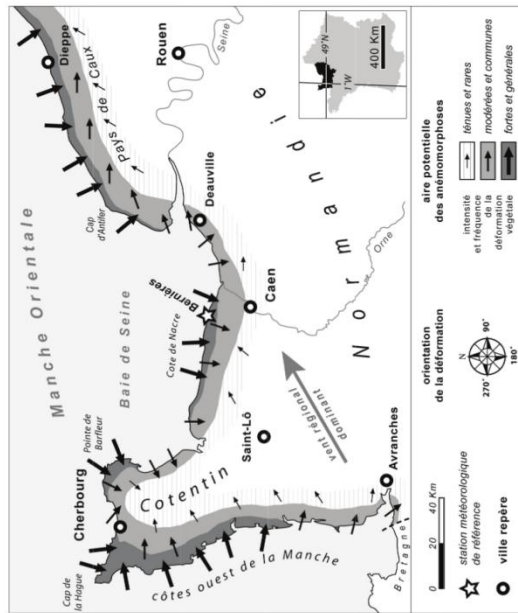 Manche Orientale
Baie de Seine
Dieppe
Pays de Caux
Rouen
Seine
Cap
d'Antifer
Deauville
Bernières
Côte de Nacre
Caen
Orne
Normandie
Pointe de
Barfleur
Cherbourg
Cap de
la Hague
Cotentin
côtes ouest de la Manche
Saint-Lô
vent régional
dominant
Avranches
Bretagne
49°N
1°W
400 Km
0 20 40 Km
station météorologique
de référence
ville repère
orientation
de la déformation
N
270°
90°
180°
aire potentielle
des anémomorphoses
intensité
et fréquence
de la
déformation
végétale
ténues et rares
modérées et communes
fortes et générales